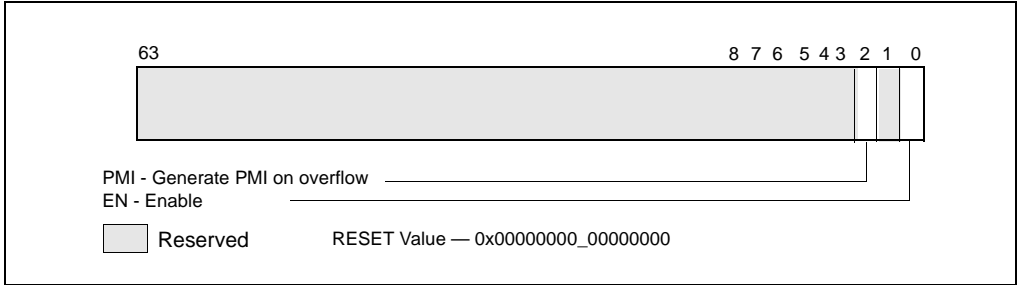 63 8 7 6 5 4 3 2 1 0
PMI - Generate PMI on overflow
EN - Enable
Reserved RESET Value — 0x00000000_00000000